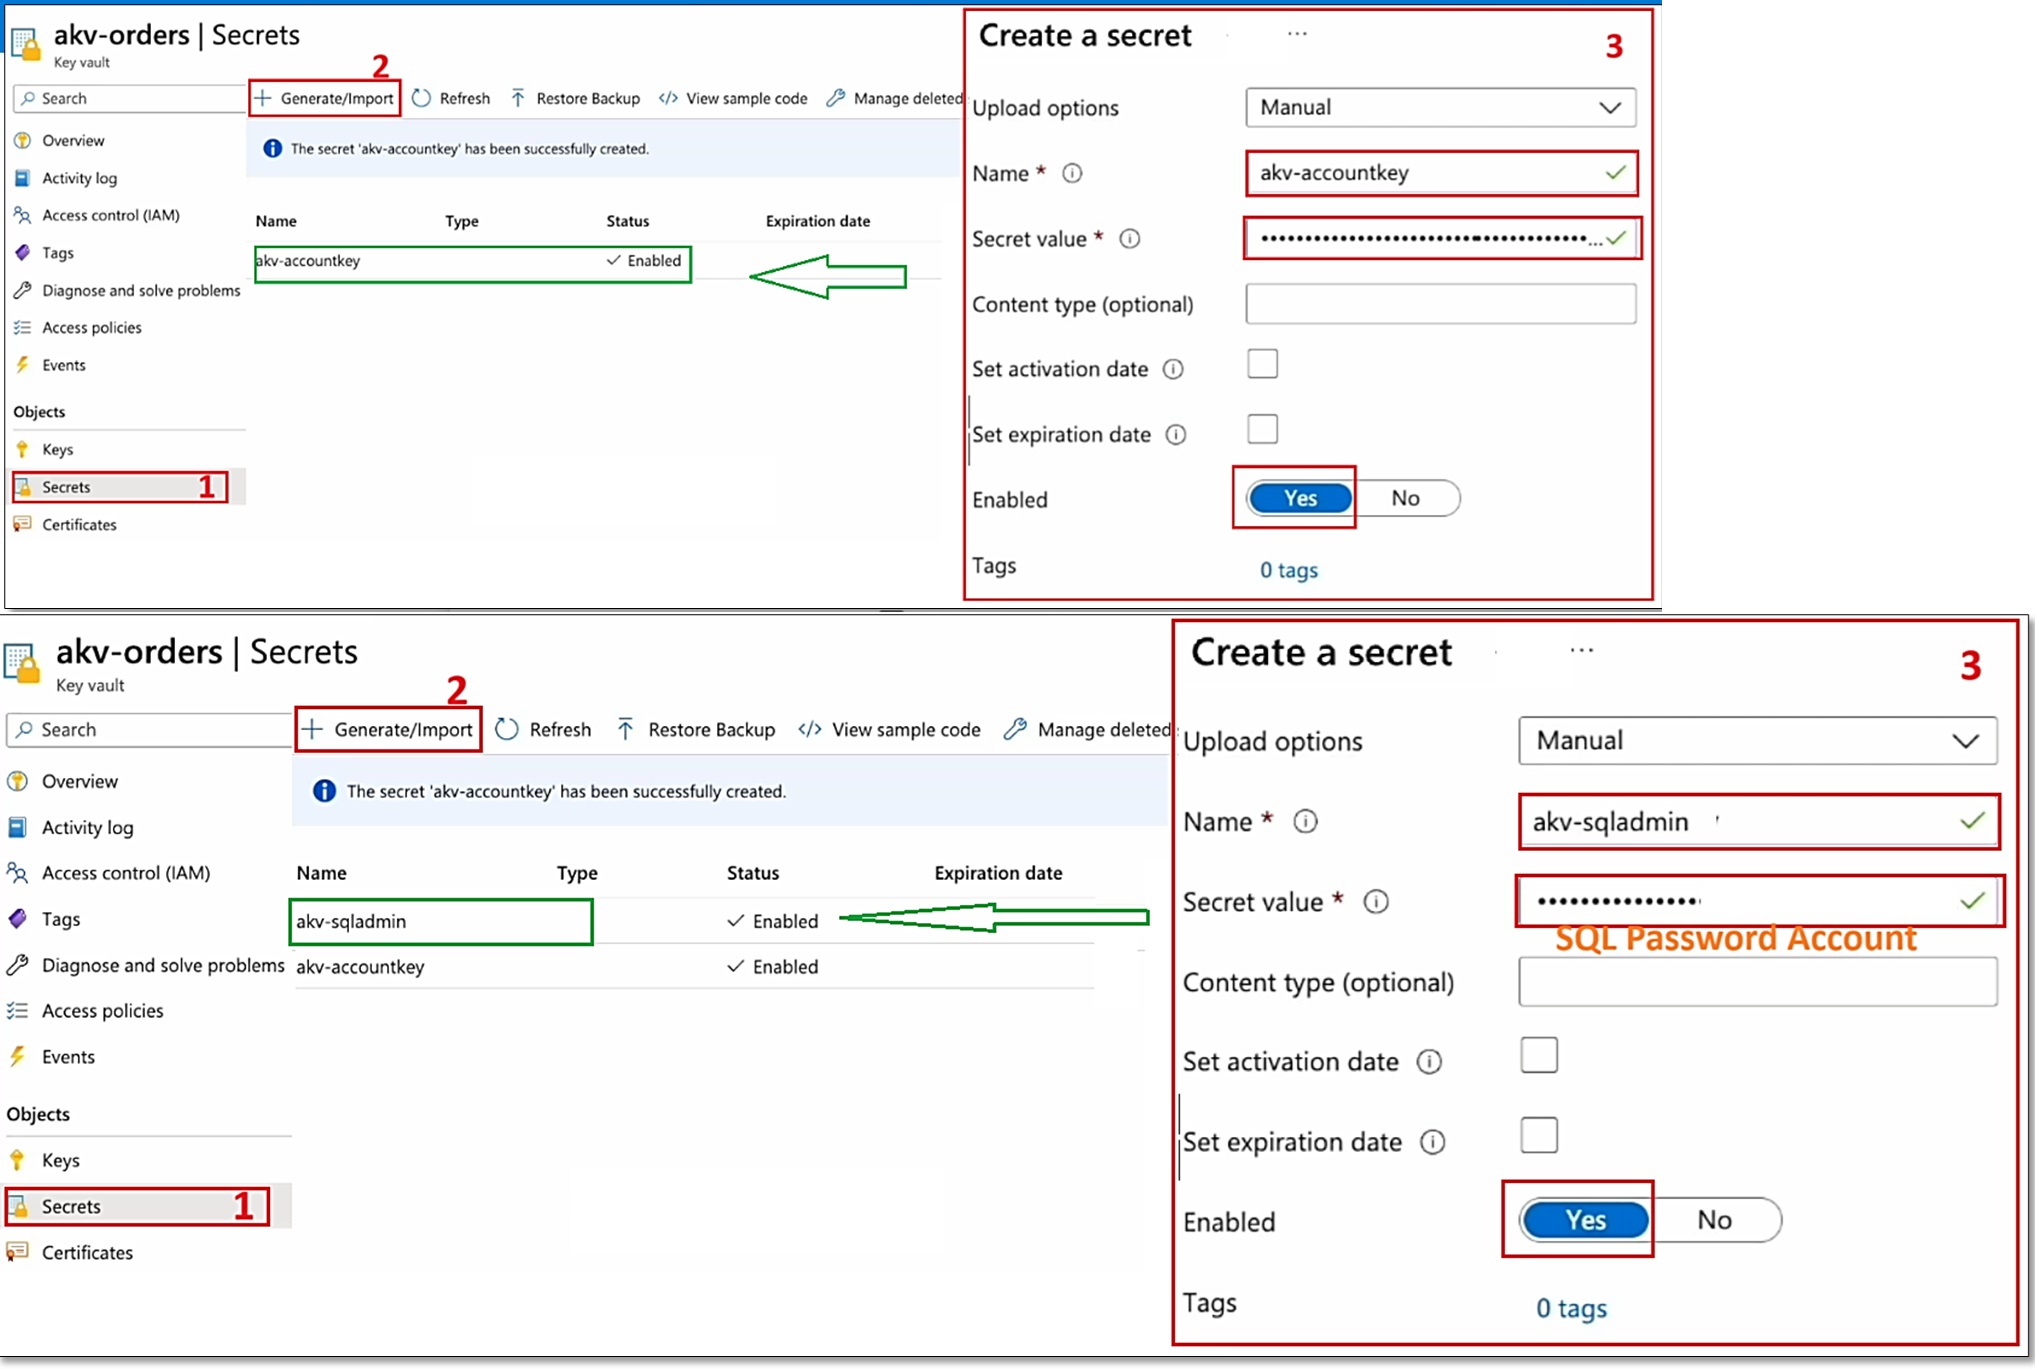 akv-orders | Secrets
Key vault
2
Search
Generate/Import Refresh Restore Backup View sample code Manage deleted
Overview
The secret 'akv-accountkey' has been successfully created.
Activity log
Access control (IAM)
Name Type Status Expiration date
Tags
akv-accountkey Enabled
Diagnose and solve problems
Access policies
Events
Objects
Keys
Secrets 1
Certificates
Create a secret ... 3
Upload options Manual
Name * akv-accountkey
Secret value * ...
Content type (optional)
Set activation date
Set expiration date
Enabled Yes No
Tags 0 tags
akv-orders | Secrets
Key vault
2
Search
Generate/Import Refresh Restore Backup View sample code Manage deleted
Overview
The secret 'akv-accountkey' has been successfully created.
Activity log
Access control (IAM)
Name Type Status Expiration date
Tags
akv-sqladmin Enabled
Diagnose and solve problems
akv-accountkey Enabled
Access policies
Events
Objects
Keys
Secrets 1
Certificates
Create a secret ... 3
Upload options Manual
Name * akv-sqladmin
Secret value *
SQL Password Account
Content type (optional)
Set activation date
Set expiration date
Enabled Yes No
Tags 0 tags